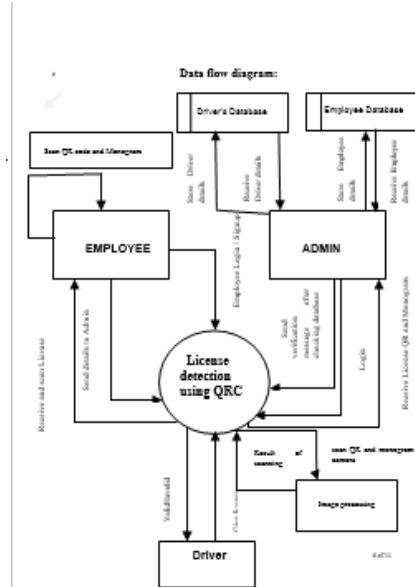 Data flow diagram:
Driver's Database
Employee Database
Scan QR code and Monogram
Store Driver
details
Receive
Driver details
Store Employee
details
Receive Employee
details
EMPLOYEE
ADMIN
Employee Login / Signup
Receive and scan License
Send details to Admin
Send
verification
message after
checking database
Login
Receive License QR and Monogram
License
detection
using QRC
Result of
scanning
scan QR and monogram
camera
Image processing
Valid/Invalid
Driver